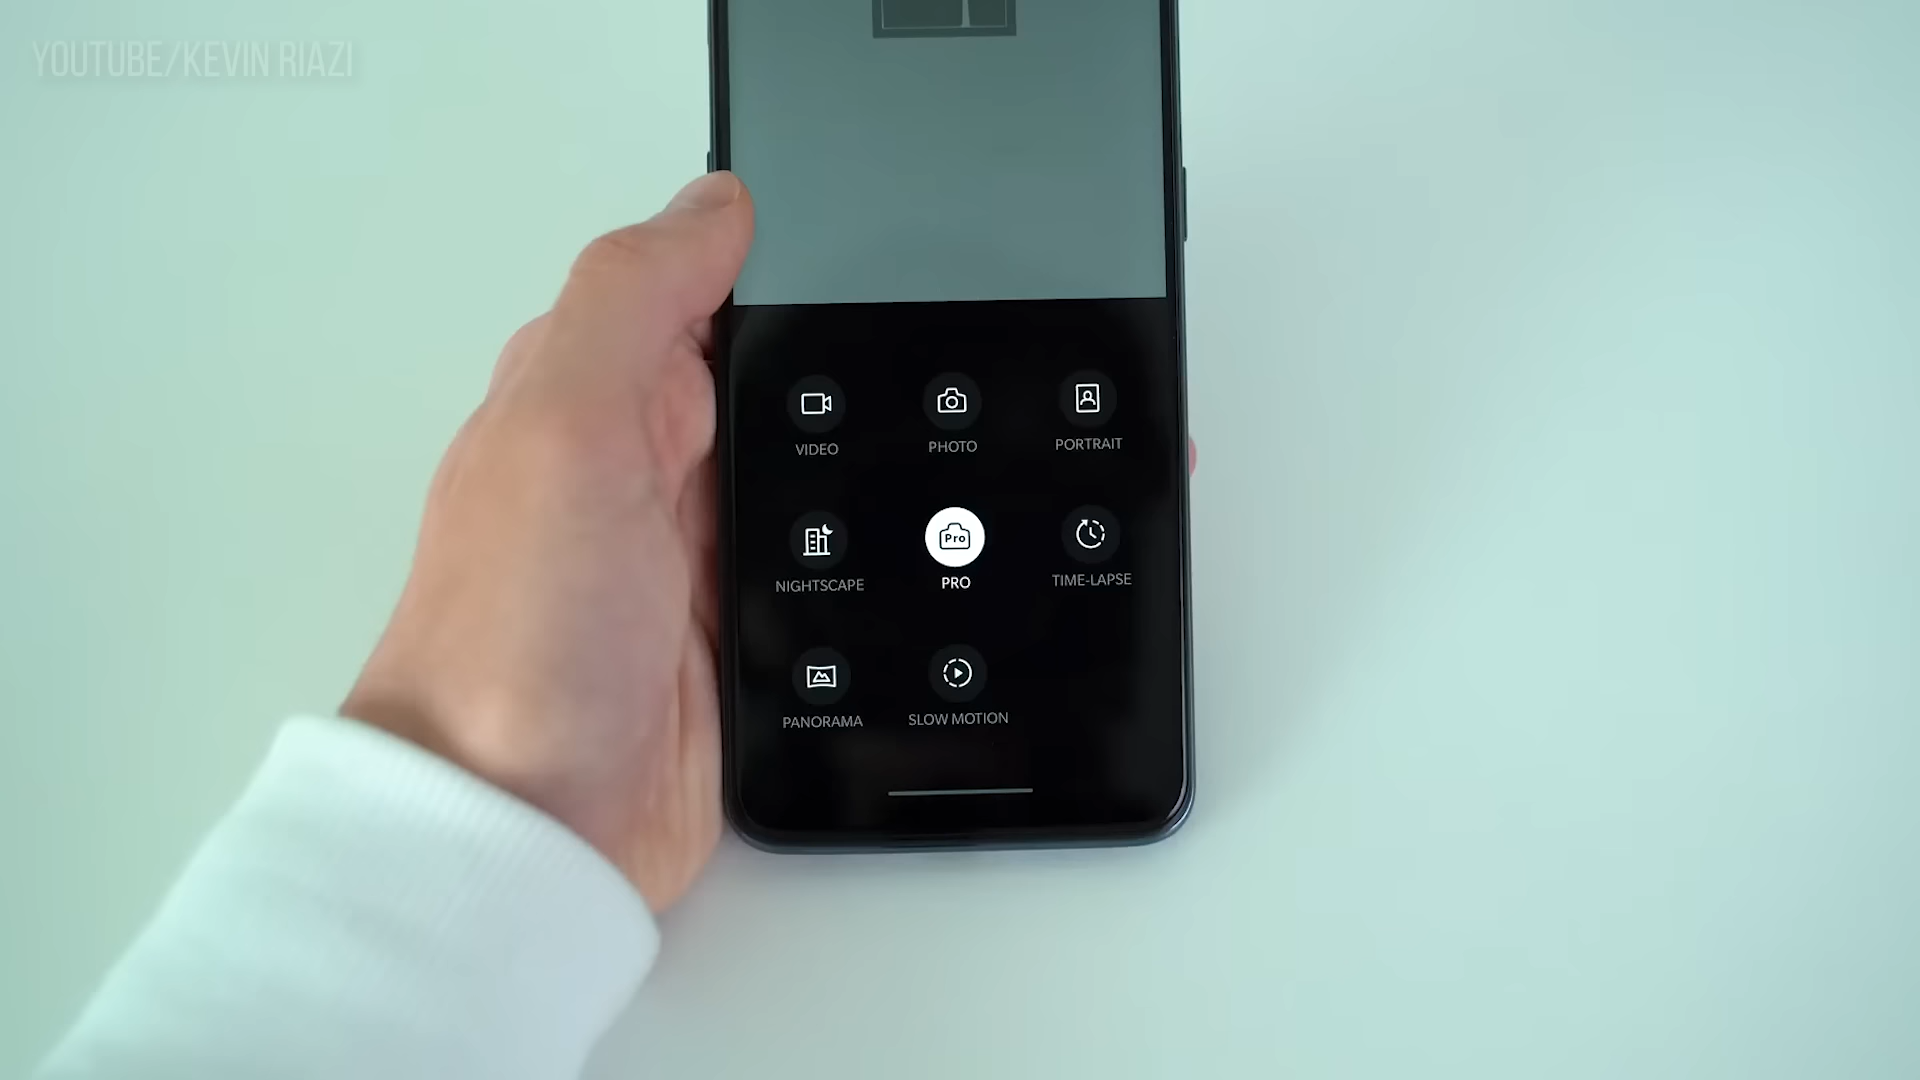 YOUTUBE/KEVIN RIAZI
VIDEO
PHOTO
PORTRAIT
NIGHTSCAPE
Pro
PRO
TIME-LAPSE
PANORAMA
SLOW MOTION